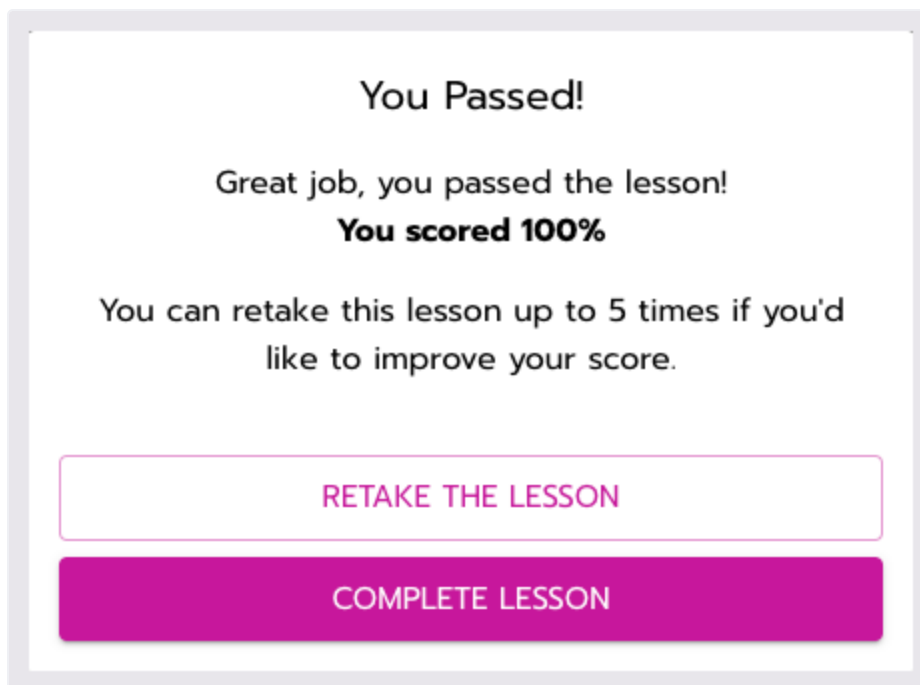 You Passed!
Great job, you passed the lesson!
You scored 100%
You can retake this lesson up to 5 times if you'd
like to improve your score.
RETAKE THE LESSON
COMPLETE LESSON